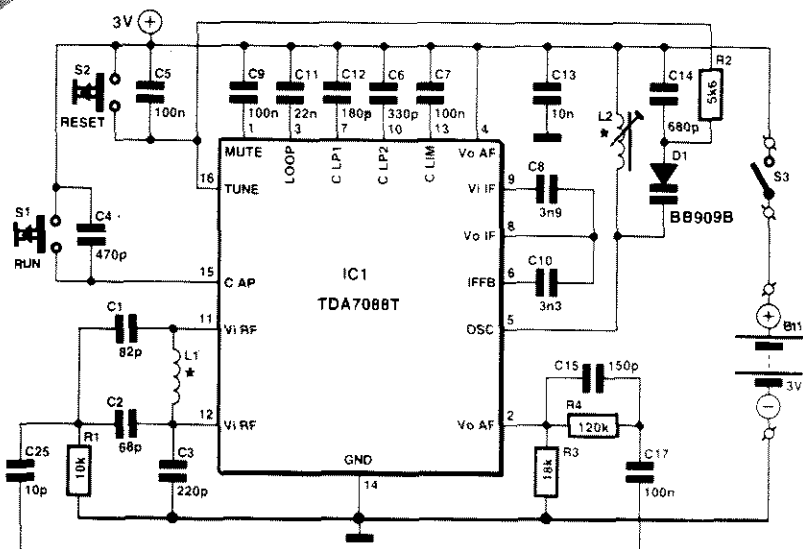 3V
S2
RESET
C5
100n
C9
100n
1
C11
22n
3
C12
180p
7
C6
330p
10
C7
100n
13
4
C13
10n
C14
680p
R2
5k6
L2
*
D1
BB909B
S3
MUTE
LOOP
C LP1
C LP2
C LIM
Vo AF
16
TUNE
Vi IF
9
C8
3n9
Vo IF
8
S1
RUN
C4
470p
15
C AP
IC1
TDA7088T
IFFB
6
C10
3n3
OSC
5
C1
82p
11
Vi RF
L1
*
C2
68p
12
Vi RF
Vo AF
2
C15
150p
R4
120k
3V
C25
10p
R1
10k
C3
220p
GND
14
R3
18k
C17
100n